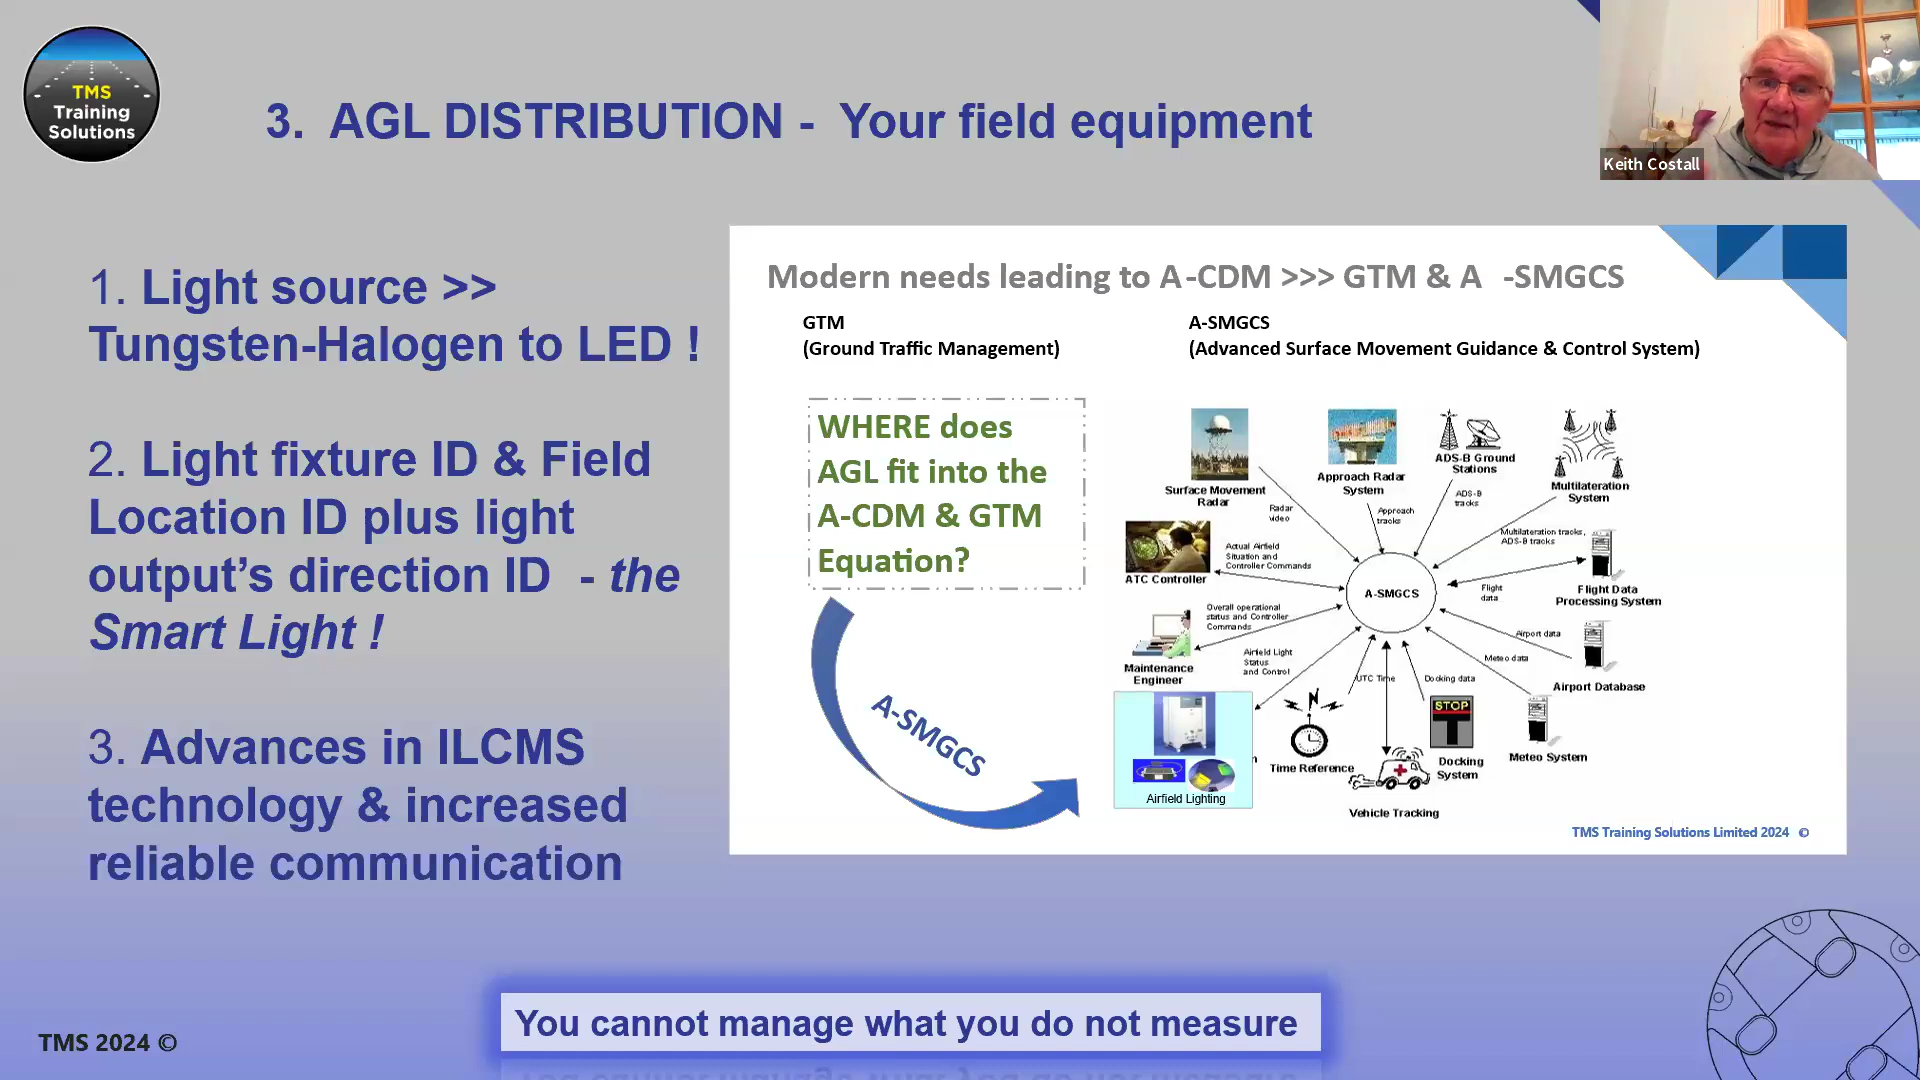 TMS
Training
Solutions
3. AGL DISTRIBUTION - Your field equipment
Keith Costall
1. Light source >>
Tungsten-Halogen to LED !
2. Light fixture ID & Field
Location ID plus light
output’s direction ID - the
Smart Light !
3. Advances in ILCMS
technology & increased
reliable communication
Modern needs leading to A-CDM >>> GTM & A -SMGCS
GTM
(Ground Traffic Management)
A-SMGCS
(Advanced Surface Movement Guidance & Control System)
WHERE does
AGL fit into the
A-CDM & GTM
Equation?
A-SMGCS
Surface Movement
Radar
Approach Radar
System
ADS-B Ground
Stations
Multilateration
System
Radar
video
Approach
tracks
ADS-B
tracks
Multilateration tracks,
ADS-B tracks
ATC Controller
Actual Airfield
Situation and
Controller Commands
A-SMGCS
Flight
data
Flight Data
Processing System
Maintenance
Engineer
Overall operational
status and Controller
Commands
Airport data
Airport Database
Airfield Light
Status
and Control
UTC Time
Docking data
Meteo data
STOP
Airfield Lighting
n
Time Reference
Docking
System
Meteo System
Vehicle Tracking
TMS Training Solutions Limited 2024 ©
You cannot manage what you do not measure
TMS 2024 ©